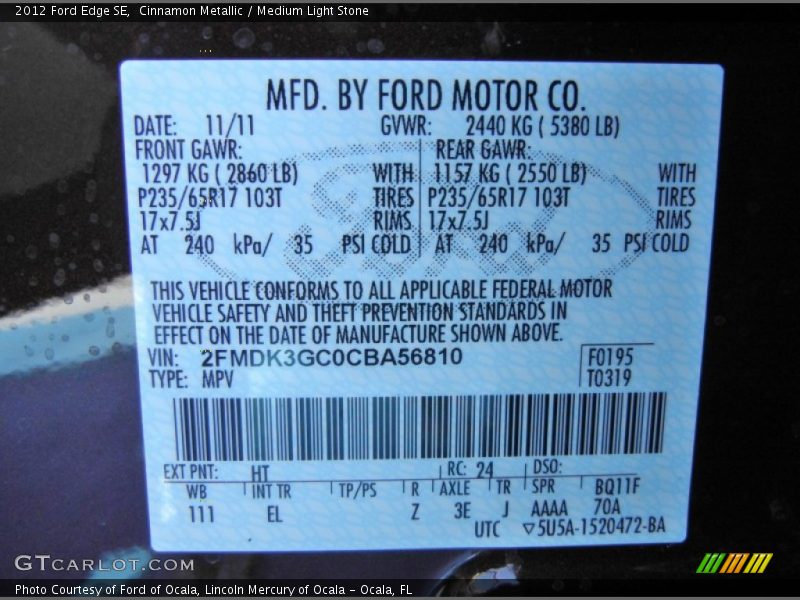 2012 Ford Edge SE, Cinnamon Metallic / Medium Light Stone
MFD. BY FORD MOTOR CO.
DATE: 11/11 GVWR: 2440 KG ( 5380 LB)
FRONT GAWR: REAR GAWR:
1297 KG ( 2860 LB) WITH 1157 KG ( 2550 LB) WITH
P235/65R17 103T TIRES P235/65R17 103T TIRES
17x7.5J RIMS 17x7.5J RIMS
AT 240 kPa/ 35 PSI COLD AT 240 kPa/ 35 PSI COLD
THIS VEHICLE CONFORMS TO ALL APPLICABLE FEDERAL MOTOR
VEHICLE SAFETY AND THEFT PREVENTION STANDARDS IN
EFFECT ON THE DATE OF MANUFACTURE SHOWN ABOVE.
VIN: 2FMDK3GC0CBA56810 F0195
TYPE: MPV T0319
EXT PNT: HT RC: 24 DSO:
WB INT TR TP/PS R AXLE TR SPR BQ11F
111 EL Z 3E J AAAA 70A
UTC ▽5U5A-1520472-BA
GTCARLOT.COM
Photo Courtesy of Ford of Ocala, Lincoln Mercury of Ocala – Ocala, FL